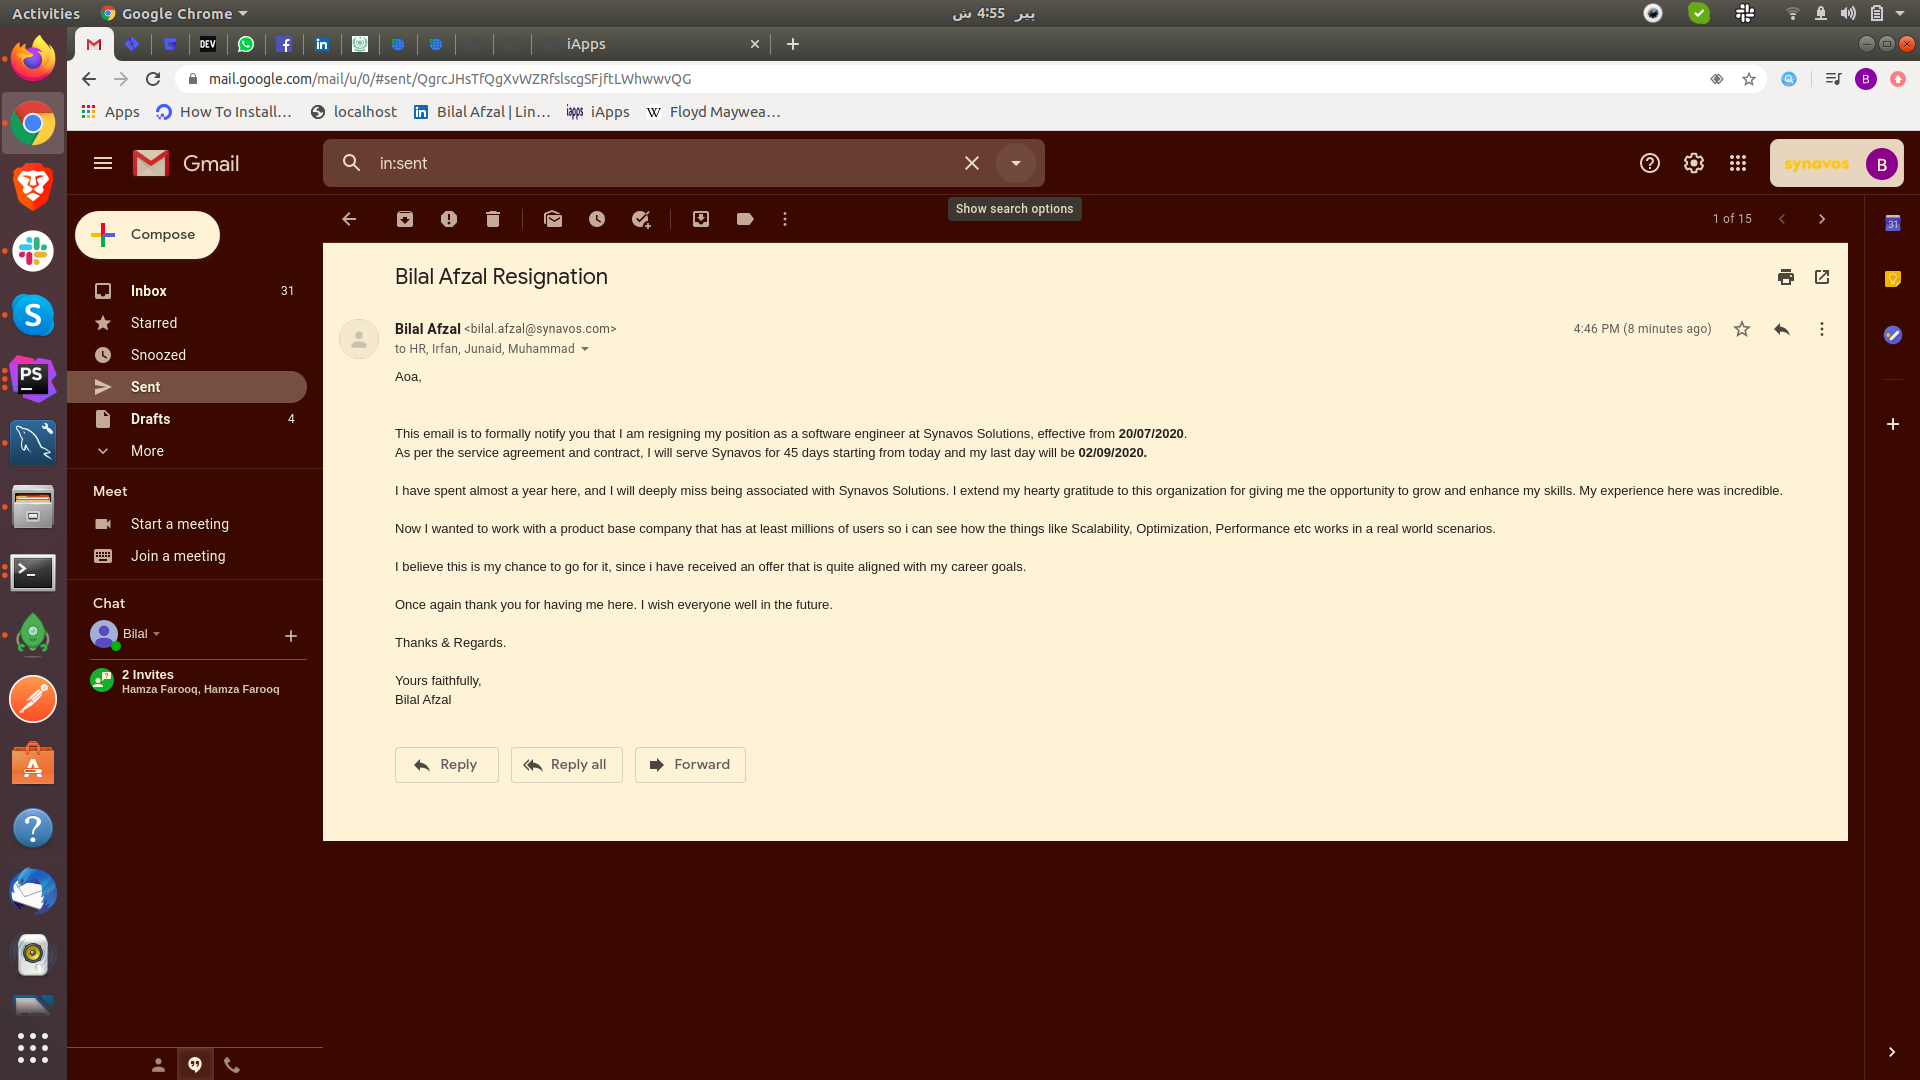 Activities
Google Chrome
پیر 4:55 ش
DEV
iApps
mail.google.com/mail/u/0/#sent/QgrcJHsTfQgXvWZRfslscgSFjftLWhwwvQG
B
Apps
How To Install…
localhost
Bilal Afzal | Lin…
iApps
Floyd Maywea…
Gmail
in:sent
synavos
B
Show search options
Compose
1 of 15
Inbox 31
Starred
Snoozed
Sent
Drafts 4
More
Meet
Start a meeting
Join a meeting
Chat
Bilal
2 Invites
Hamza Farooq, Hamza Farooq
Bilal Afzal Resignation
Bilal Afzal <bilal.afzal@synavos.com>
4:46 PM (8 minutes ago)
to HR, Irfan, Junaid, Muhammad
Aoa,
This email is to formally notify you that I am resigning my position as a software engineer at Synavos Solutions, effective from 20/07/2020.
As per the service agreement and contract, I will serve Synavos for 45 days starting from today and my last day will be 02/09/2020.
I have spent almost a year here, and I will deeply miss being associated with Synavos Solutions. I extend my hearty gratitude to this organization for giving me the opportunity to grow and enhance my skills. My experience here was incredible.
Now I wanted to work with a product base company that has at least millions of users so i can see how the things like Scalability, Optimization, Performance etc works in a real world scenarios.
I believe this is my chance to go for it, since i have received an offer that is quite aligned with my career goals.
Once again thank you for having me here. I wish everyone well in the future.
Thanks & Regards.
Yours faithfully,
Bilal Afzal
Reply
Reply all
Forward
31
PS